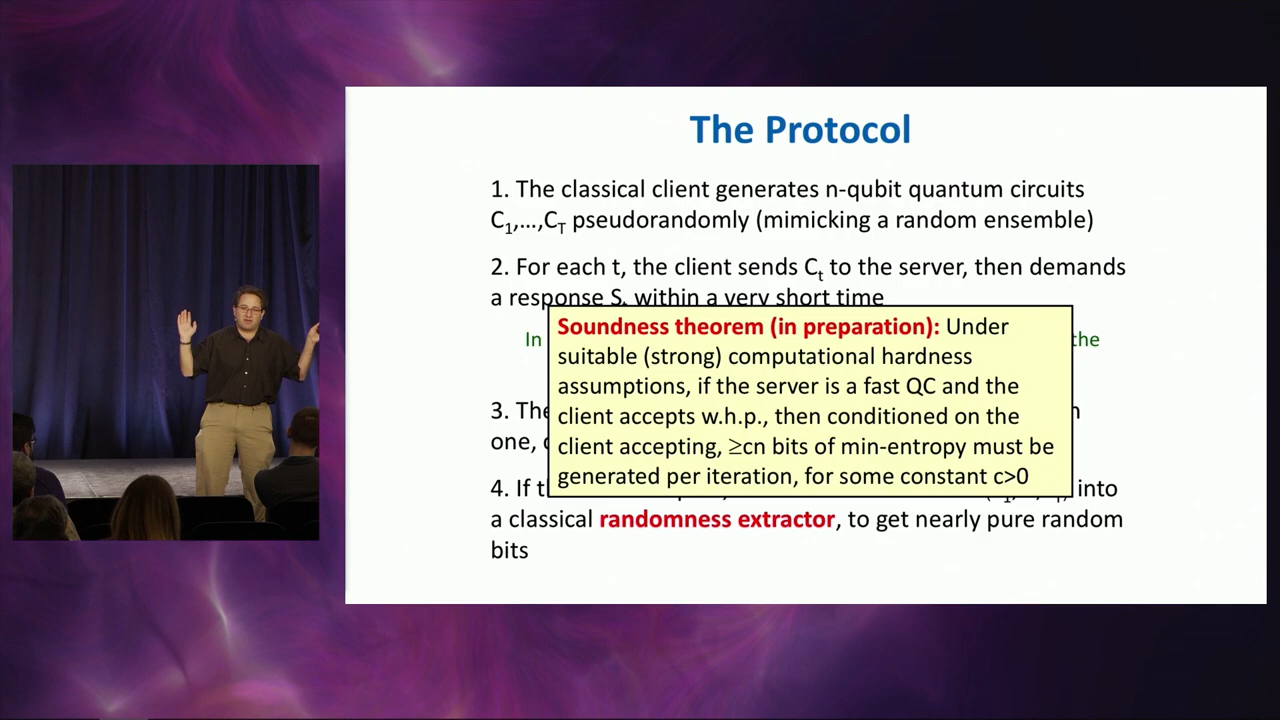 The Protocol
1. The classical client generates n-qubit quantum circuits
C1,...,CT pseudorandomly (mimicking a random ensemble)
2. For each t, the client sends Ct to the server, then demands
a response St within a very short time
In the
Soundness theorem (in preparation): Under
suitable (strong) computational hardness
assumptions, if the server is a fast QC and the
client accepts w.h.p., then conditioned on the
client accepting, ≥cn bits of min-entropy must be
generated per iteration, for some constant c>0
3. The
one,
4. If into
a classical randomness extractor, to get nearly pure random
bits